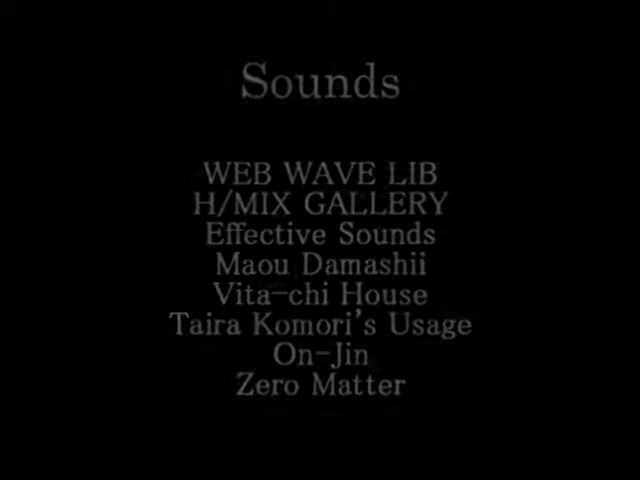 Sounds
WEB WAVE LIB
H/MIX GALLERY
Effective Sounds
Maou Damashii
Vita-chi House
Taira Komori's Usage
On-Jin
Zero Matter